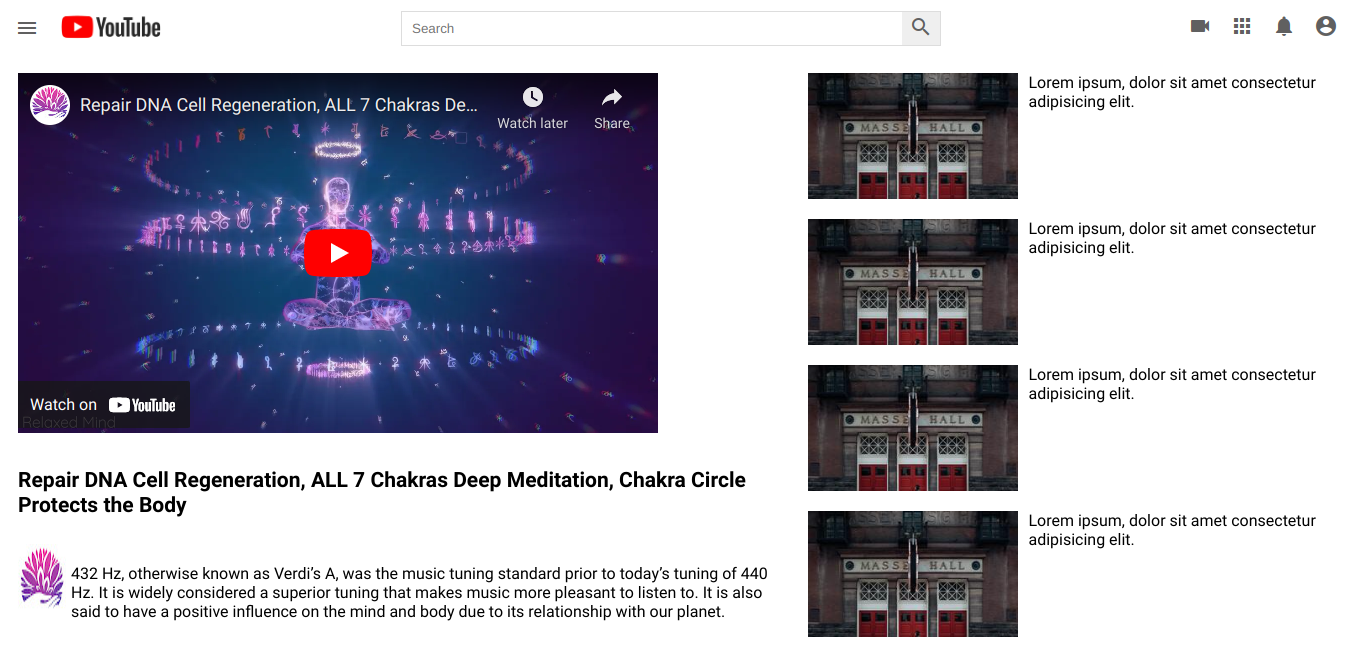 YouTube
Search
Repair DNA Cell Regeneration, ALL 7 Chakras De...
Watch later
Share
Watch on YouTube
Relaxed Mind
Repair DNA Cell Regeneration, ALL 7 Chakras Deep Meditation, Chakra Circle
Protects the Body
432 Hz, otherwise known as Verdi’s A, was the music tuning standard prior to today’s tuning of 440
Hz. It is widely considered a superior tuning that makes music more pleasant to listen to. It is also
said to have a positive influence on the mind and body due to its relationship with our planet.
MASSE HALL
Lorem ipsum, dolor sit amet consectetur
adipisicing elit.
MASSE HALL
Lorem ipsum, dolor sit amet consectetur
adipisicing elit.
MASSE HALL
Lorem ipsum, dolor sit amet consectetur
adipisicing elit.
MASSE HALL
Lorem ipsum, dolor sit amet consectetur
adipisicing elit.